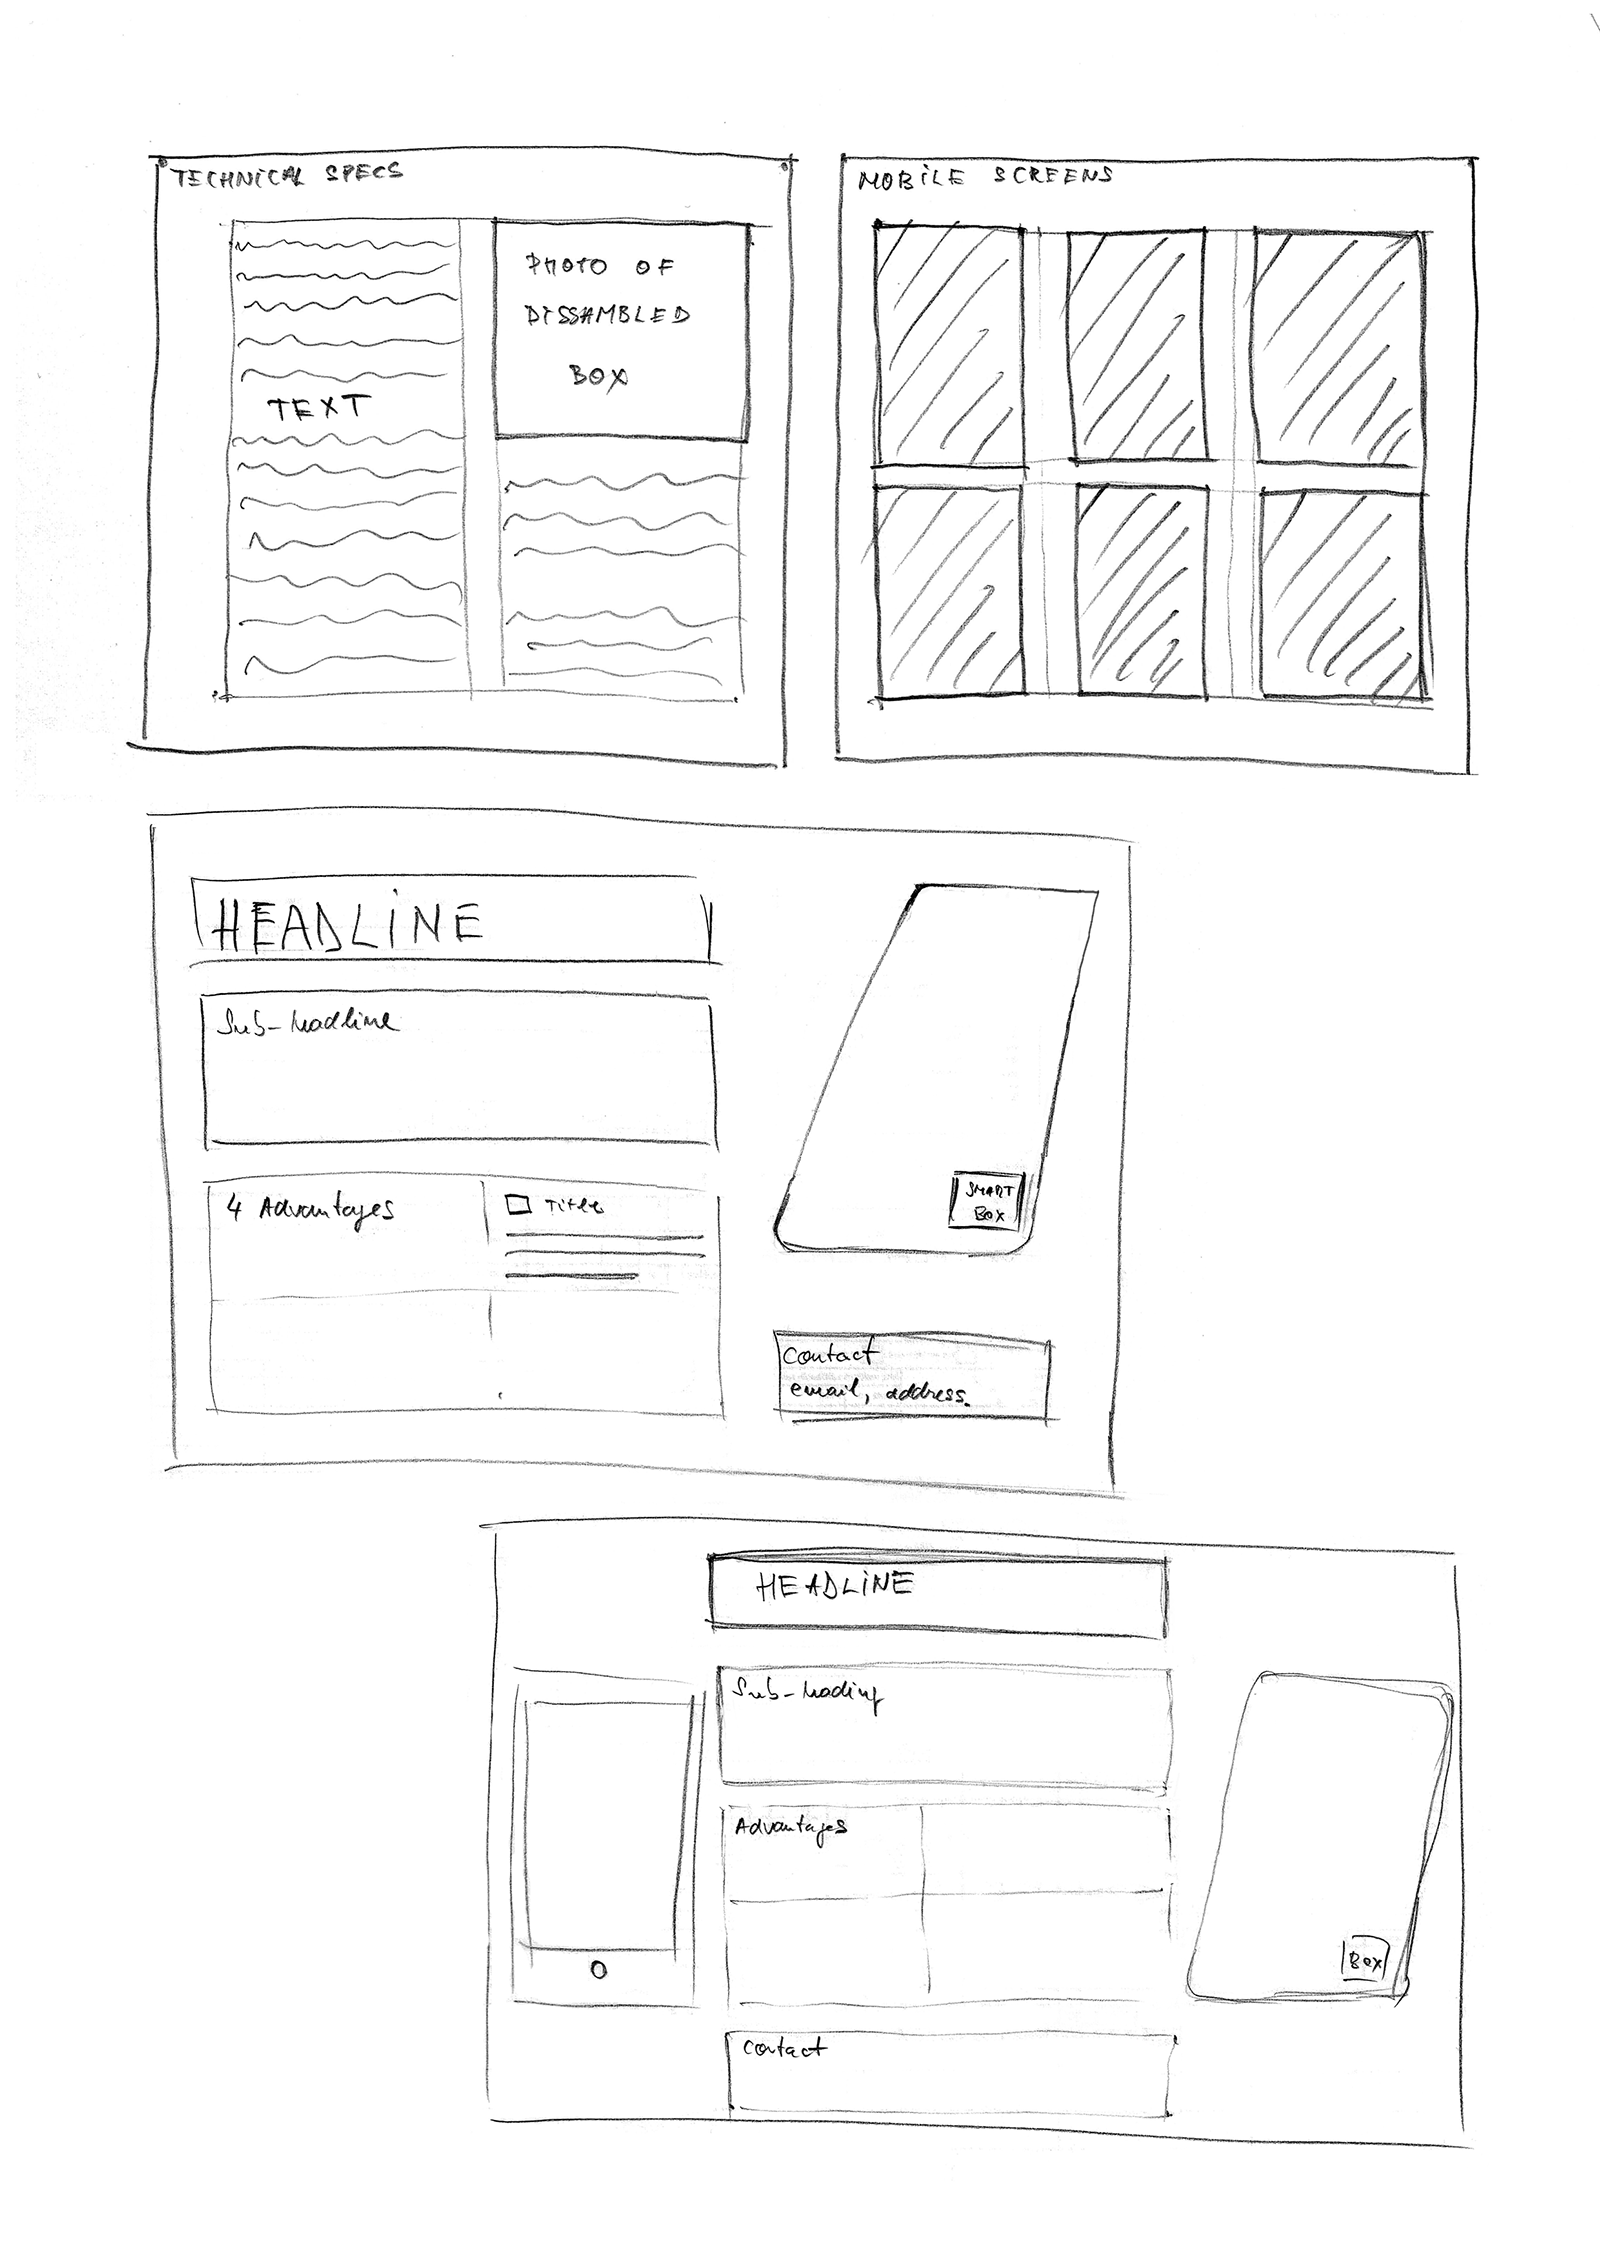 TECHNICAL SPECS
PHOTO OF
DISSAMBLED
BOX
TEXT
MOBiLE SCREENS
HEADLiNE
Sub-headline
4 Advantages
Title
SMART
BOX
Contact
email, address.
HEADLiNE
Sub-heading
Advantages
BOX
Contact